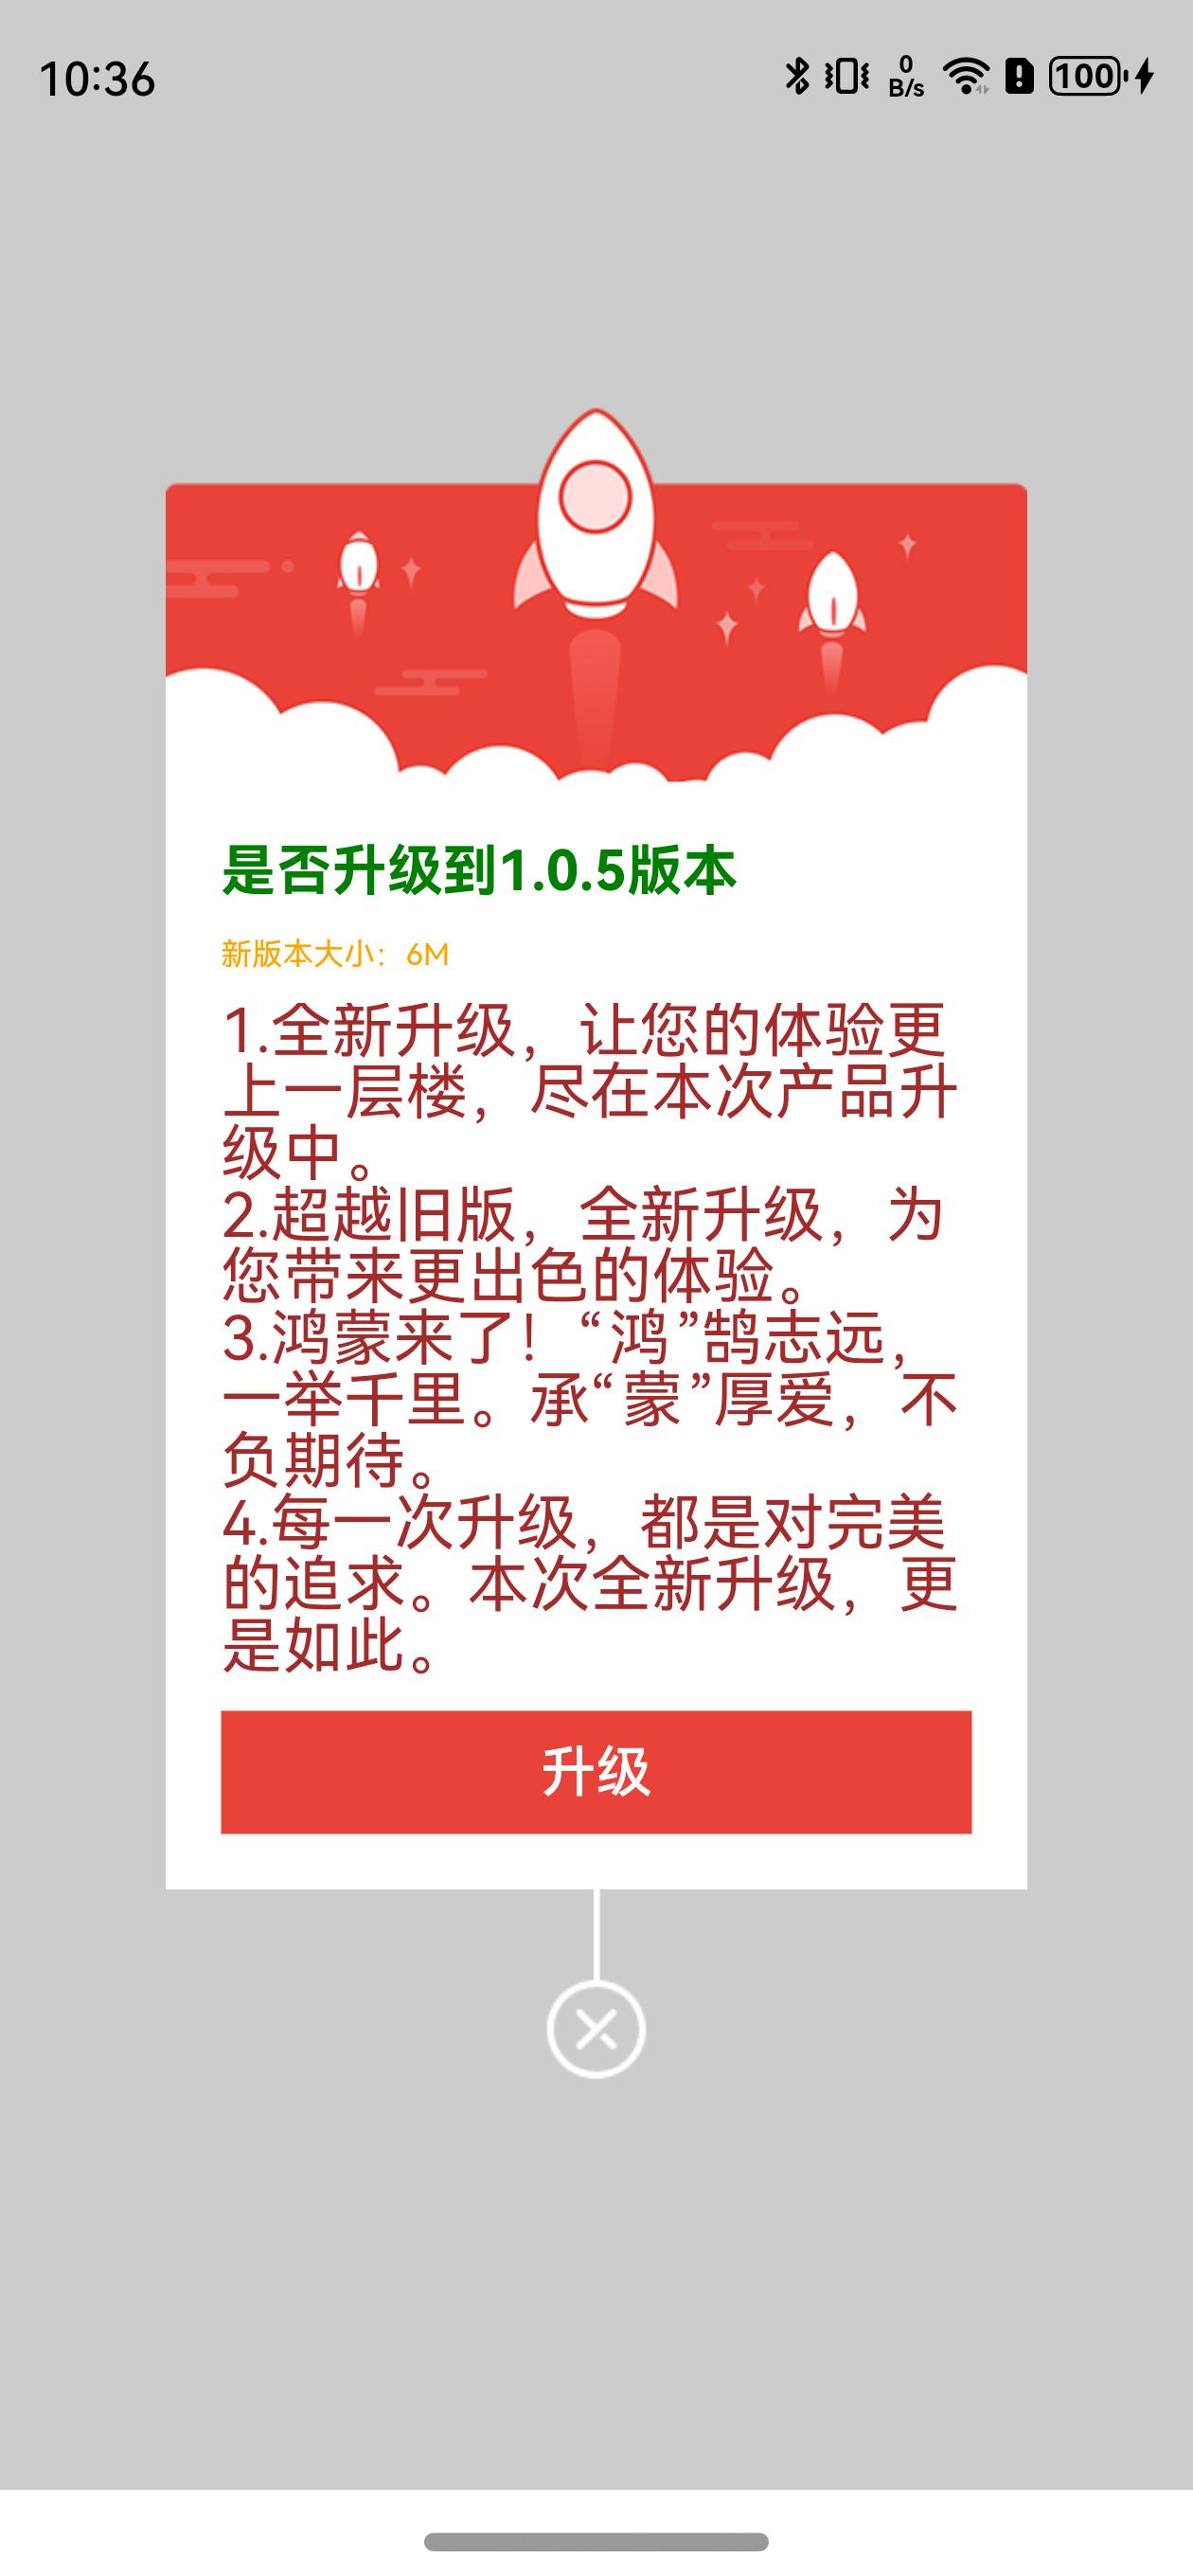 10:36
0
B/s
100
是否升级到1.0.5版本
新版本大小：6M
1.全新升级，让您的体验更
上一层楼，尽在本次产品升
级中。
2.超越旧版，全新升级，为
您带来更出色的体验。
3.鸿蒙来了！“鸿”鹄志远，
一举千里。承“蒙”厚爱，不
负期待。
4.每一次升级，都是对完美
的追求。本次全新升级，更
是如此。
升级